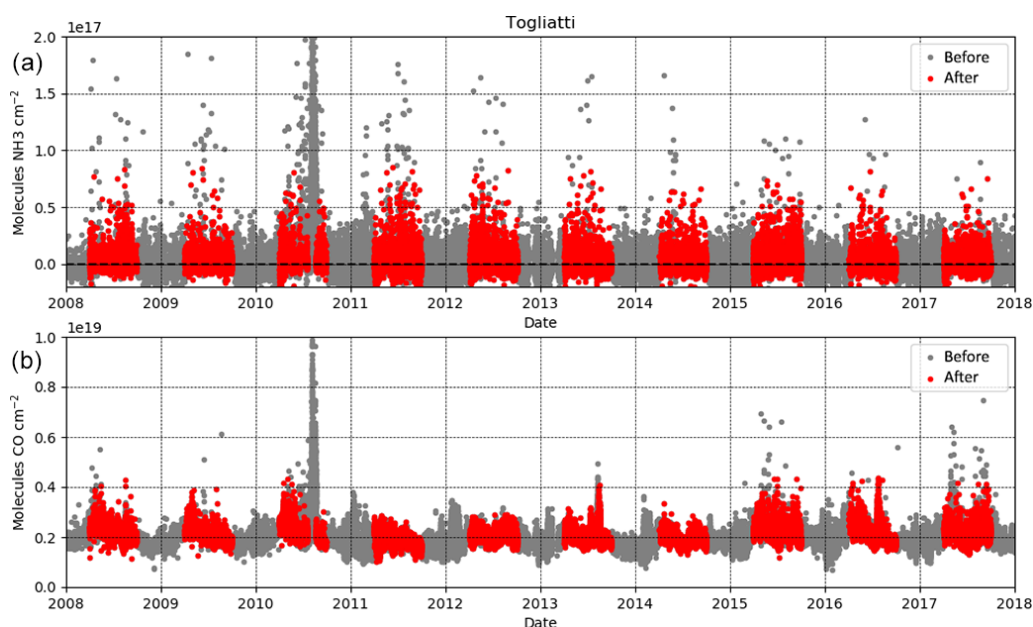 Togliatti
1e17
(a)
Before
After
Molecules NH3 cm⁻²
2.0
1.5
1.0
0.5
0.0
2008 2009 2010 2011 2012 2013 2014 2015 2016 2017 2018
Date
1e19
(b)
Before
After
Molecules CO cm⁻²
1.0
0.8
0.6
0.4
0.2
0.0
2008 2009 2010 2011 2012 2013 2014 2015 2016 2017 2018
Date